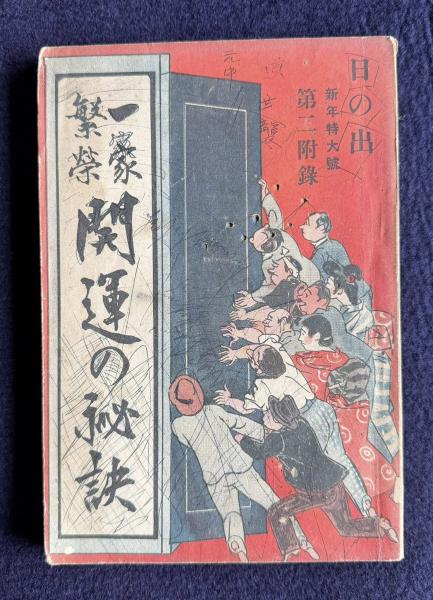 日の出
新年特大號
第二附錄
一家
繁榮
開運の祕訣